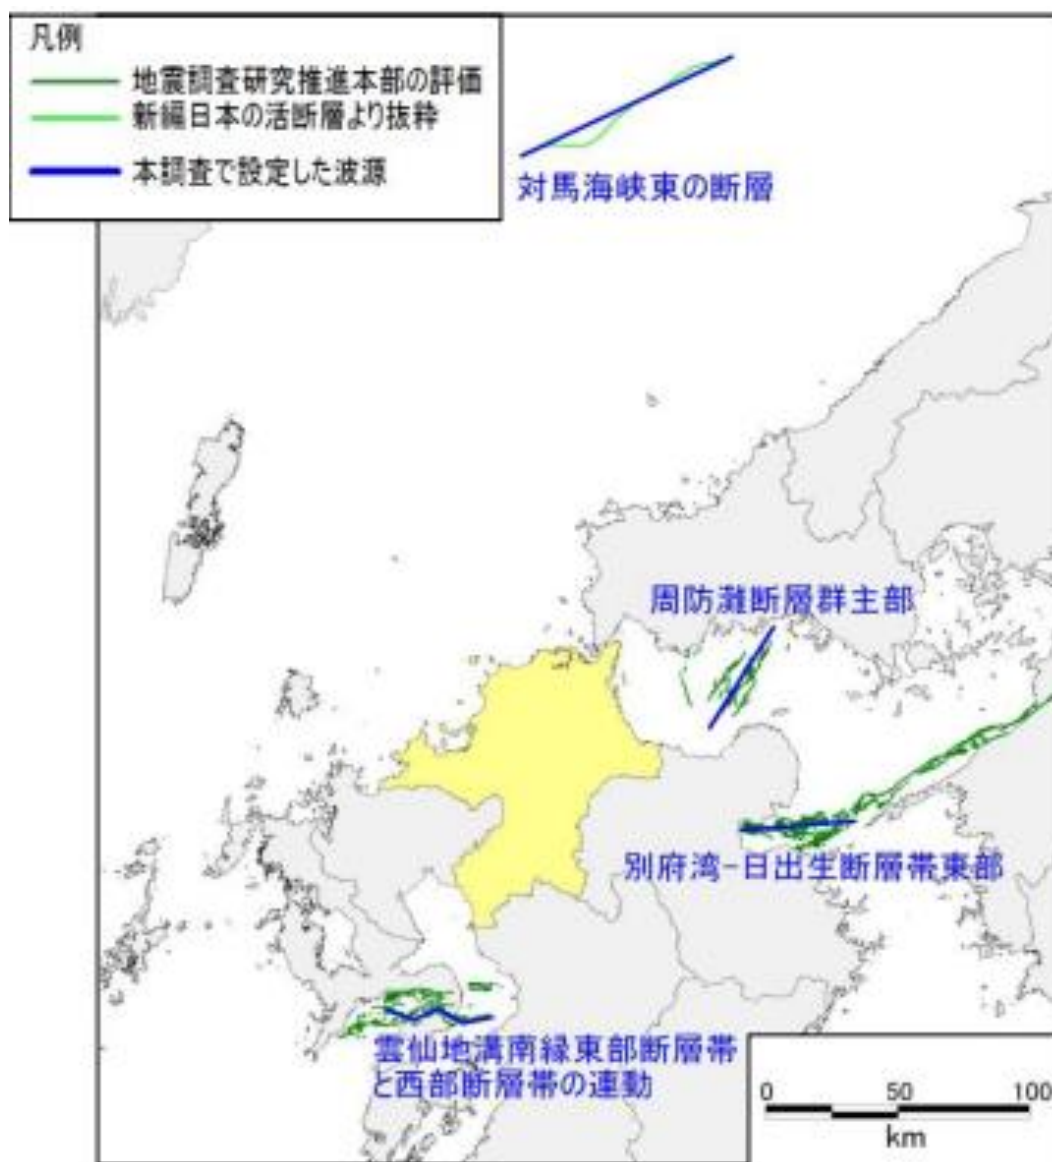 凡例
地震調査研究推進本部の評価
新編日本の活断層より抜粋
本調査で設定した波源
対馬海峡東の断層
周防灘断層群主部
別府湾-日出生断層帯東部
雲仙地溝南縁東部断層帯
と西部断層帯の連動
0 50 100
km